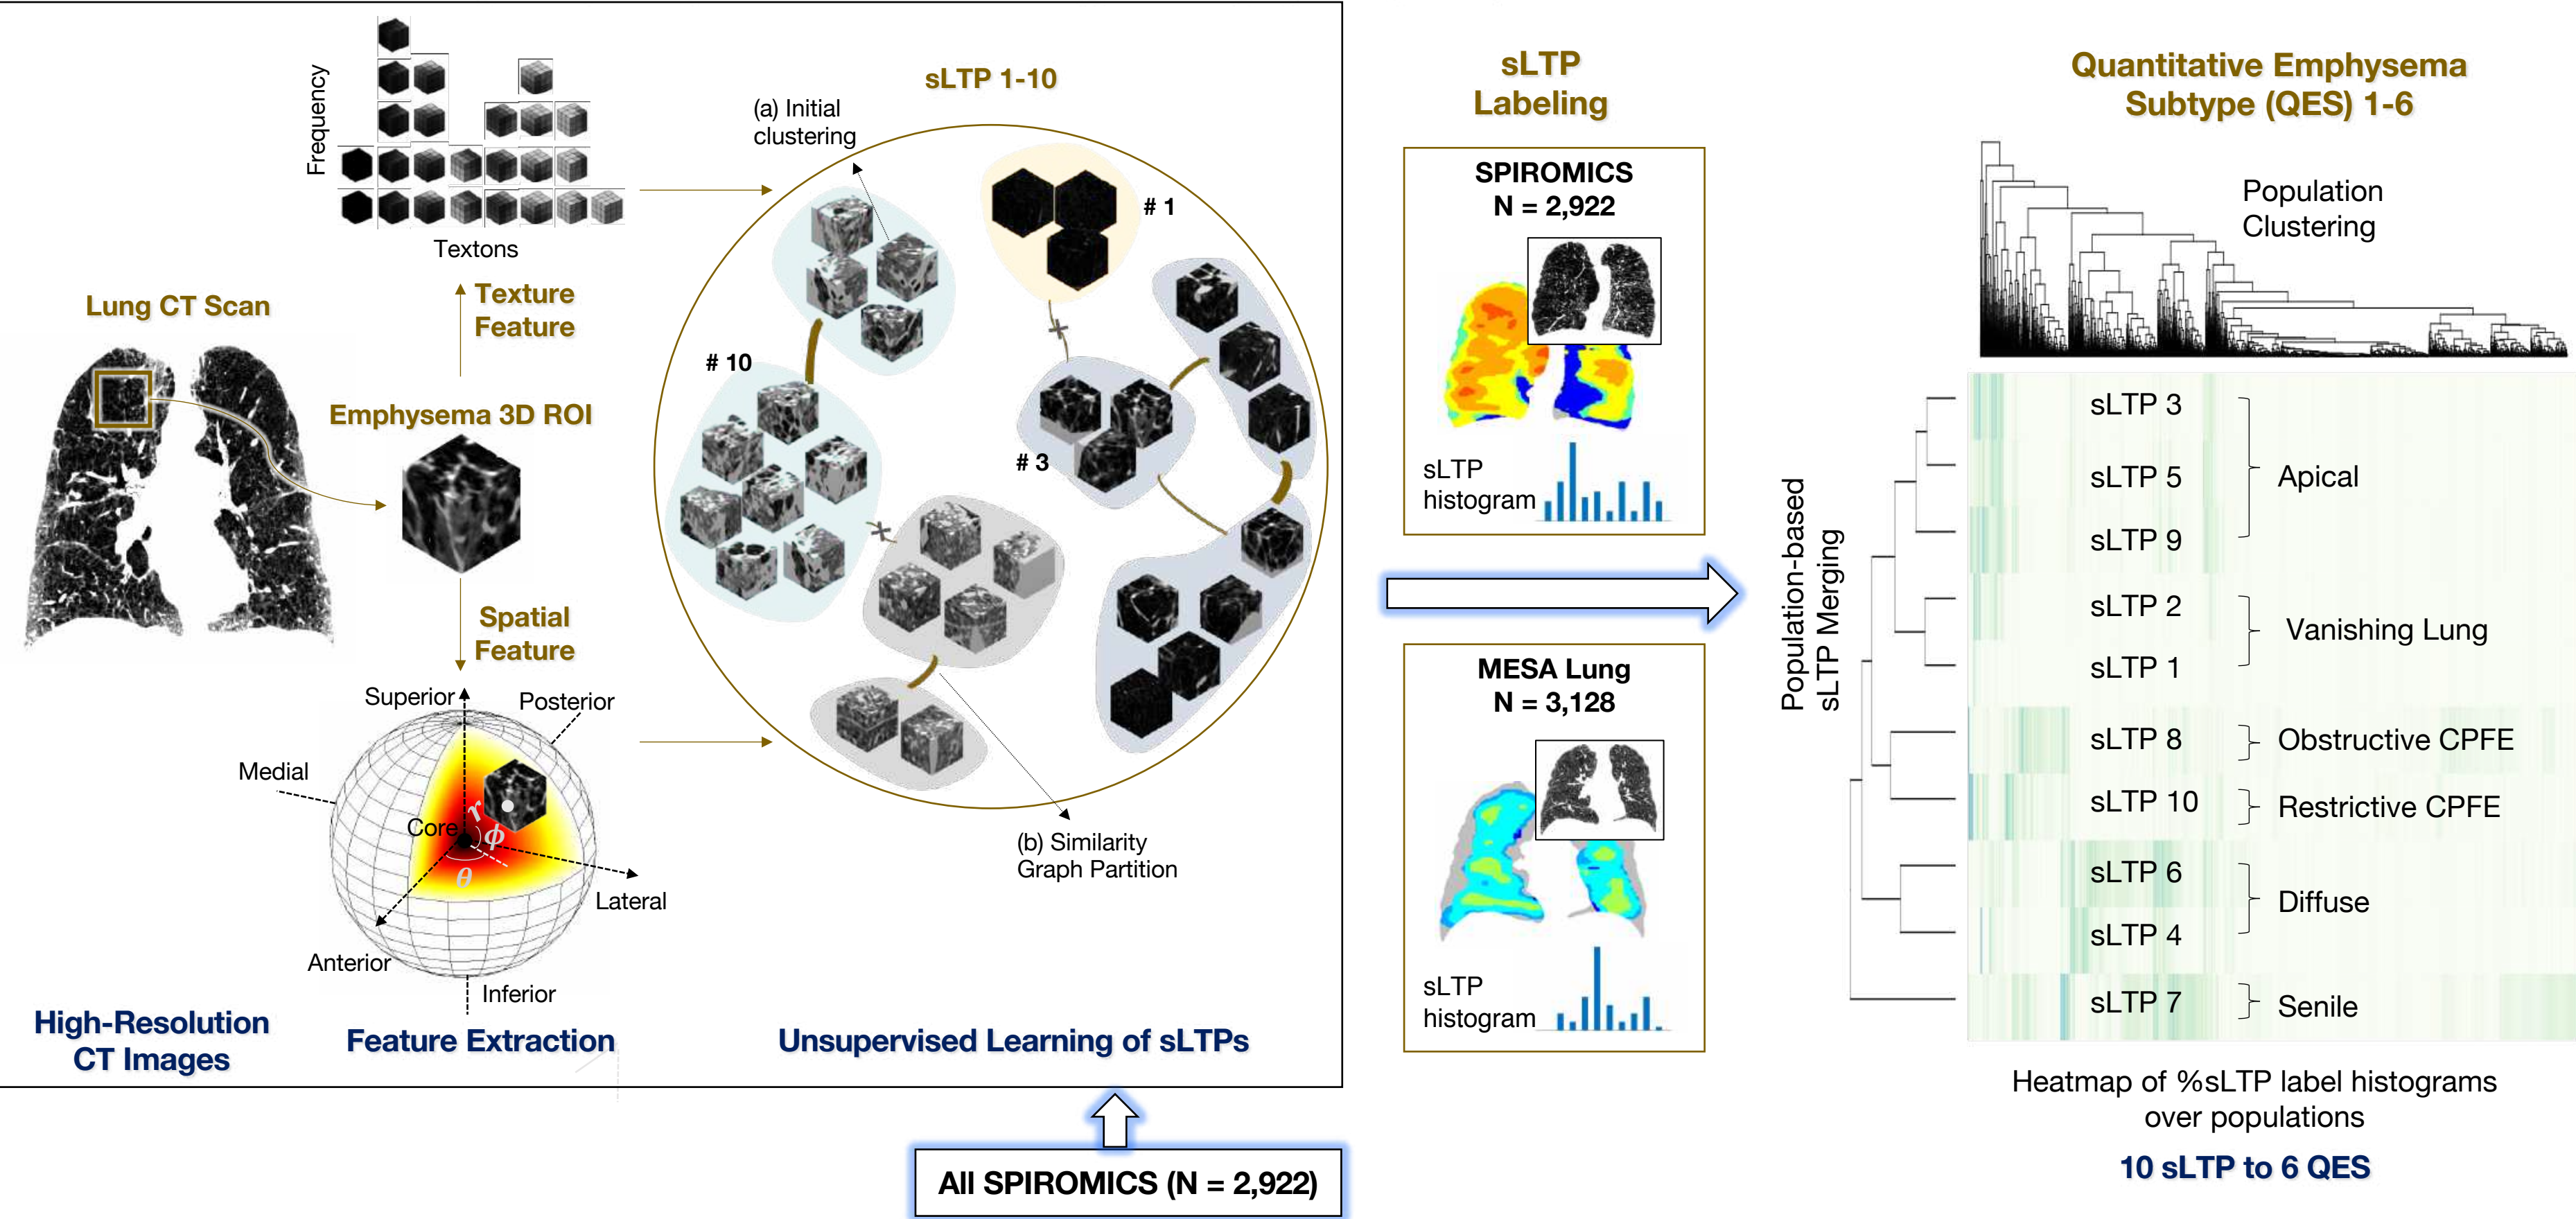 Frequency
Textons
Lung CT Scan
Texture
Feature
Emphysema 3D ROI
Spatial
Feature
Superior
Posterior
Medial
Core
r
ϕ
θ
Lateral
Anterior
Inferior
High-Resolution
CT Images
Feature Extraction
sLTP 1-10
(a) Initial
clustering
# 1
# 10
# 3
(b) Similarity
Graph Partition
Unsupervised Learning of sLTPs
All SPIROMICS (N = 2,922)
sLTP
Labeling
SPIROMICS
N = 2,922
sLTP
histogram
MESA Lung
N = 3,128
sLTP
histogram
Quantitative Emphysema
Subtype (QES) 1-6
Population
Clustering
Population-based
sLTP Merging
sLTP 3
sLTP 5
Apical
sLTP 9
sLTP 2
Vanishing Lung
sLTP 1
sLTP 8
Obstructive CPFE
sLTP 10
Restrictive CPFE
sLTP 6
Diffuse
sLTP 4
sLTP 7
Senile
Heatmap of %sLTP label histograms
over populations
10 sLTP to 6 QES